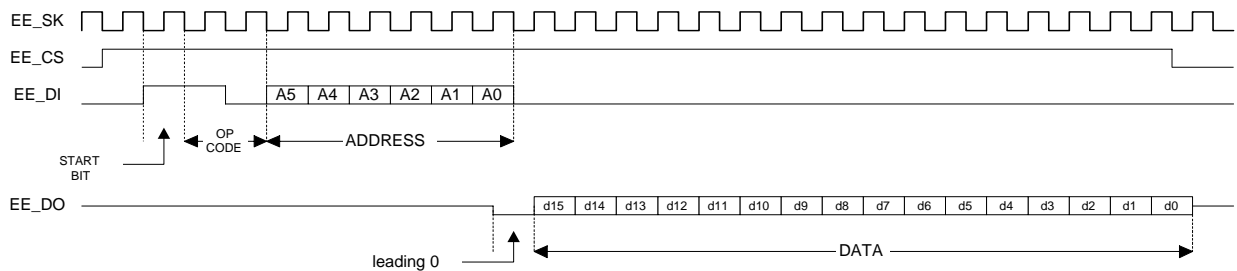 EE_SK
EE_CS
EE_DI
A5 A4 A3 A2 A1 A0
OP
CODE
ADDRESS
START
BIT
EE_DO
d15 d14 d13 d12 d11 d10 d9 d8 d7 d6 d5 d4 d3 d2 d1 d0
DATA
leading 0